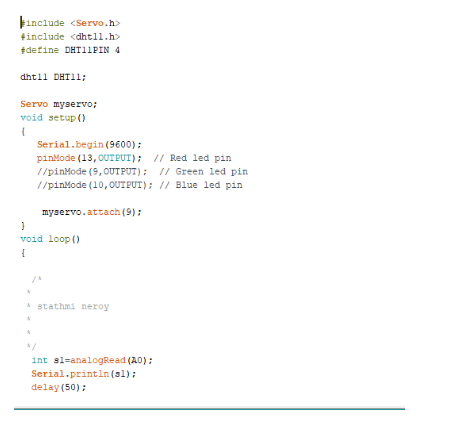 #include <Servo.h>
#include <dht11.h>
#define DHT11PIN 4
dht11 DHT11;
Servo myservo;
void setup()
{
Serial.begin(9600);
pinMode(13,OUTPUT);  // Red led pin
//pinMode(9,OUTPUT);  // Green led pin
//pinMode(10,OUTPUT); // Blue led pin
myservo.attach(9);
}
void loop()
{
/*
*
* stathmi neroy
*
*
*/
int s1=analogRead(A0);
Serial.println(s1);
delay(50);